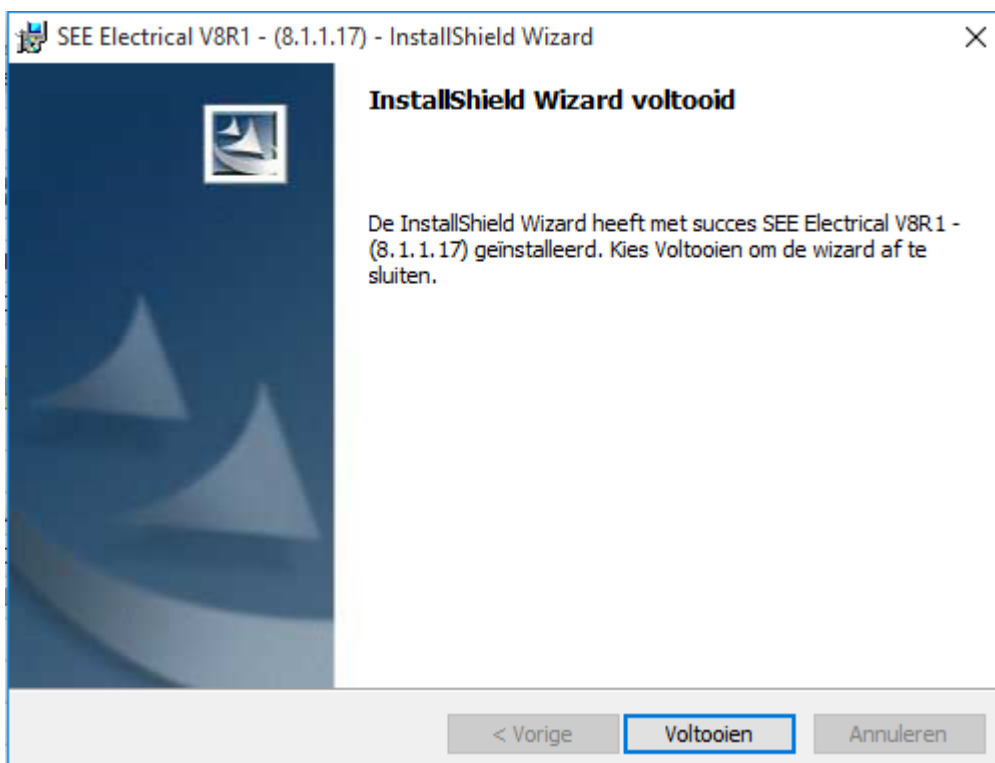 SEE Electrical V8R1 - (8.1.1.17) - InstallShield Wizard
InstallShield Wizard voltooid
De InstallShield Wizard heeft met succes SEE Electrical V8R1 -
(8.1.1.17) geïnstalleerd. Kies Voltooien om de wizard af te
sluiten.
< Vorige
Voltooien
Annuleren